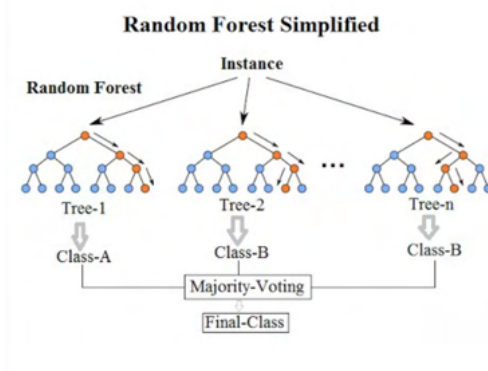 Random Forest Simplified
Instance
Random Forest
...
Tree-1 Tree-2 Tree-n
Class-A Class-B Class-B
Majority-Voting
Final-Class